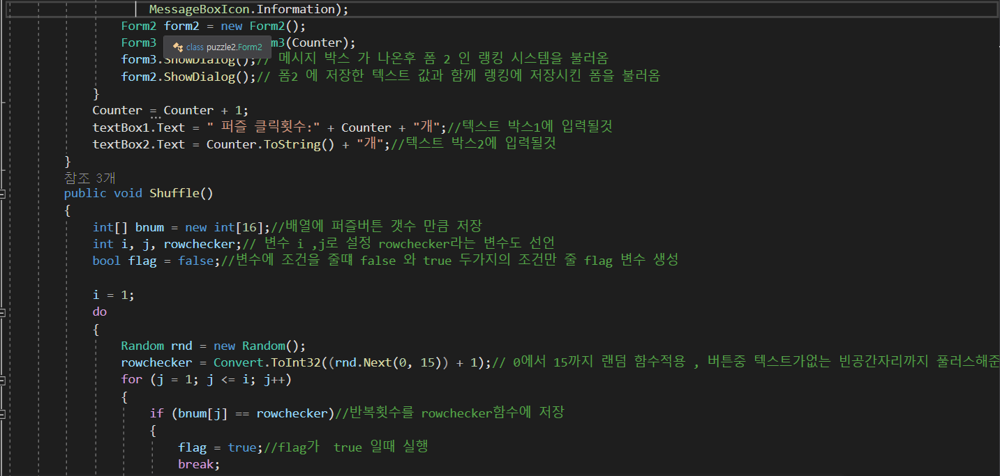 MessageBoxIcon.Information);
Form2 form2 = new Form2();
Form3 m3(Counter);
class puzzle2.Form2
form3.ShowDialog();// 메시지 박스 가 나온후 폼 2 인 랭킹 시스템을 불러옴
form2.ShowDialog();// 폼2 에 저장한 텍스트 값과 함께 랭킹에 저장시킨 폼을 불러옴
}
Counter = Counter + 1;
textBox1.Text = " 퍼즐 클릭횟수:" + Counter + "개";//텍스트 박스1에 입력될것
textBox2.Text = Counter.ToString() + "개";//텍스트 박스2에 입력될것
}
참조 3개
public void Shuffle()
{
int[] bnum = new int[16];//배열에 퍼즐버튼 갯수 만큼 저장
int i, j, rowchecker;// 변수 i ,j로 설정 rowchecker라는 변수도 선언
bool flag = false;//변수에 조건을 줄떄 false 와 true 두가지의 조건만 줄 flag 변수 생성
i = 1;
do
{
Random rnd = new Random();
rowchecker = Convert.ToInt32((rnd.Next(0, 15)) + 1);// 0에서 15까지 랜덤 함수적용 , 버튼중 텍스트가없는 빈공간자리까지 풀러스해준
for (j = 1; j <= i; j++)
{
if (bnum[j] == rowchecker)//반복횟수를 rowchecker함수에 저장
{
flag = true;//flag가 true 일때 실행
break;